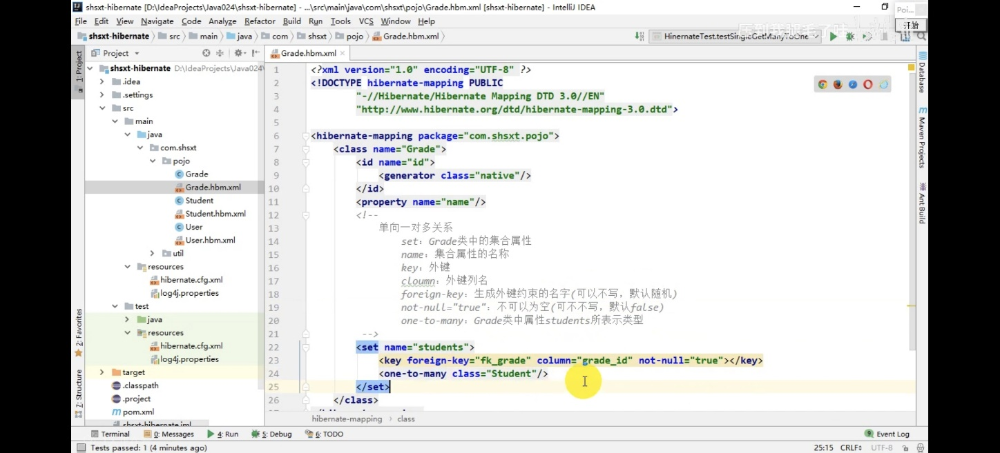 shsxt-hibernate [D:\IdeaProjects\Java024\shsxt-hibernate] - ...\src\main\java\com\shsxt\pojo\Grade.hbm.xml [shsxt-hibernate] - IntelliJ IDEA
Poi...
File Edit View Navigate Code Analyze Refactor Build Run Tools VCS Window Help
开始
shsxt-hibernate src main java com shsxt pojo Grade.hbm.xml
HinernateTest.testSingleGetManyToOne
1: Project
Project
Grade.hbm.xml
shsxt-hibernate D:\IdeaProjects\Java024\
.idea
.settings
src
main
java
com.shsxt
pojo
Grade
Grade.hbm.xml
Student
Student.hbm.xml
User
User.hbm.xml
util
resources
hibernate.cfg.xml
log4j.properties
test
java
resources
hibernate.cfg.xml
log4j.properties
target
.classpath
.project
pom.xml
shsxt-hibernate.iml
2: Favorites
7: Structure
1 <?xml version="1.0" encoding="UTF-8" ?>
2 <!DOCTYPE hibernate-mapping PUBLIC
3 "-//Hibernate/Hibernate Mapping DTD 3.0//EN"
4 "http://www.hibernate.org/dtd/hibernate-mapping-3.0.dtd">
5
6 <hibernate-mapping package="com.shsxt.pojo">
7 <class name="Grade">
8 <id name="id">
9 <generator class="native"/>
10 </id>
11 <property name="name"/>
12 <!--
13 单向一对多关系
14 set：Grade类中的集合属性
15 name：集合属性的名称
16 key：外键
17 cloumn：外键列名
18 foreign-key：生成外键约束的名字(可以不写，默认随机)
19 not-null="true"：不可以为空(可不不写，默认false)
20 one-to-many：Grade类中属性students所表示类型
21 -->
22 <set name="students">
23 <key foreign-key="fk_grade" column="grade_id" not-null="true"></key>
24 <one-to-many class="Student"/>
25 </set>
26 </class>
hibernate-mapping class
Database
Maven Projects
Ant Build
Terminal 0: Messages 4: Run 5: Debug 6: TODO
9 Event Log
Tests passed: 1 (4 minutes ago)
25:15 CRLF UTF-8